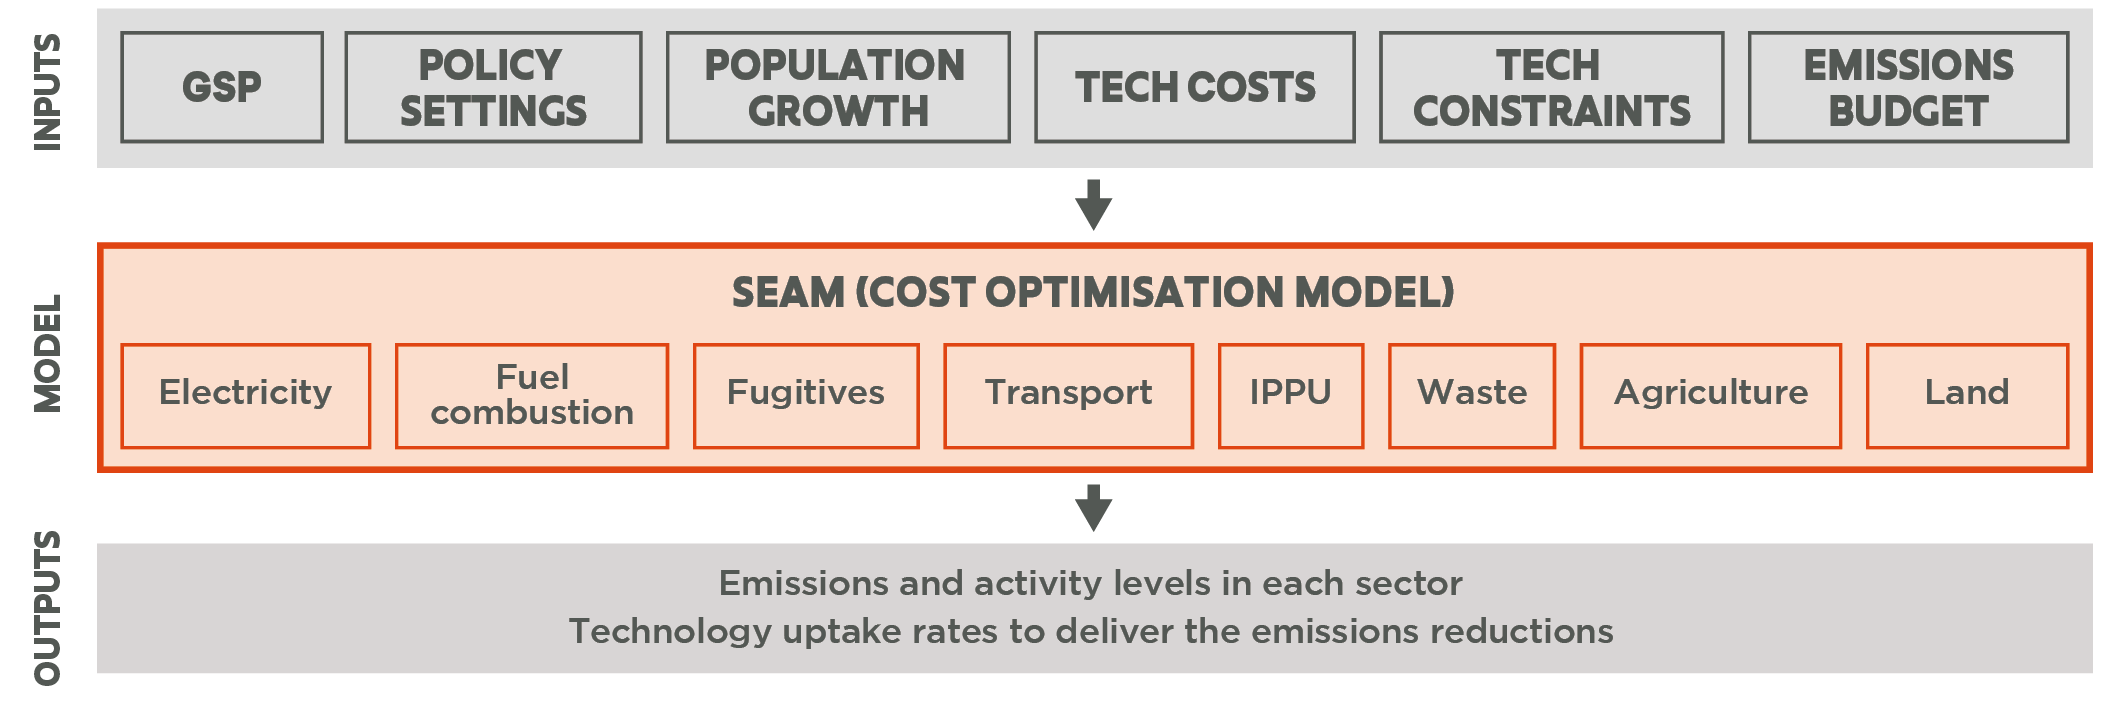 INPUTS
GSP
POLICY
SETTINGS
POPULATION
GROWTH
TECH COSTS
TECH
CONSTRAINTS
EMISSIONS
BUDGET
MODEL
SEAM (COST OPTIMISATION MODEL)
Electricity
Fuel
combustion
Fugitives
Transport
IPPU
Waste
Agriculture
Land
OUTPUTS
Emissions and activity levels in each sector
Technology uptake rates to deliver the emissions reductions